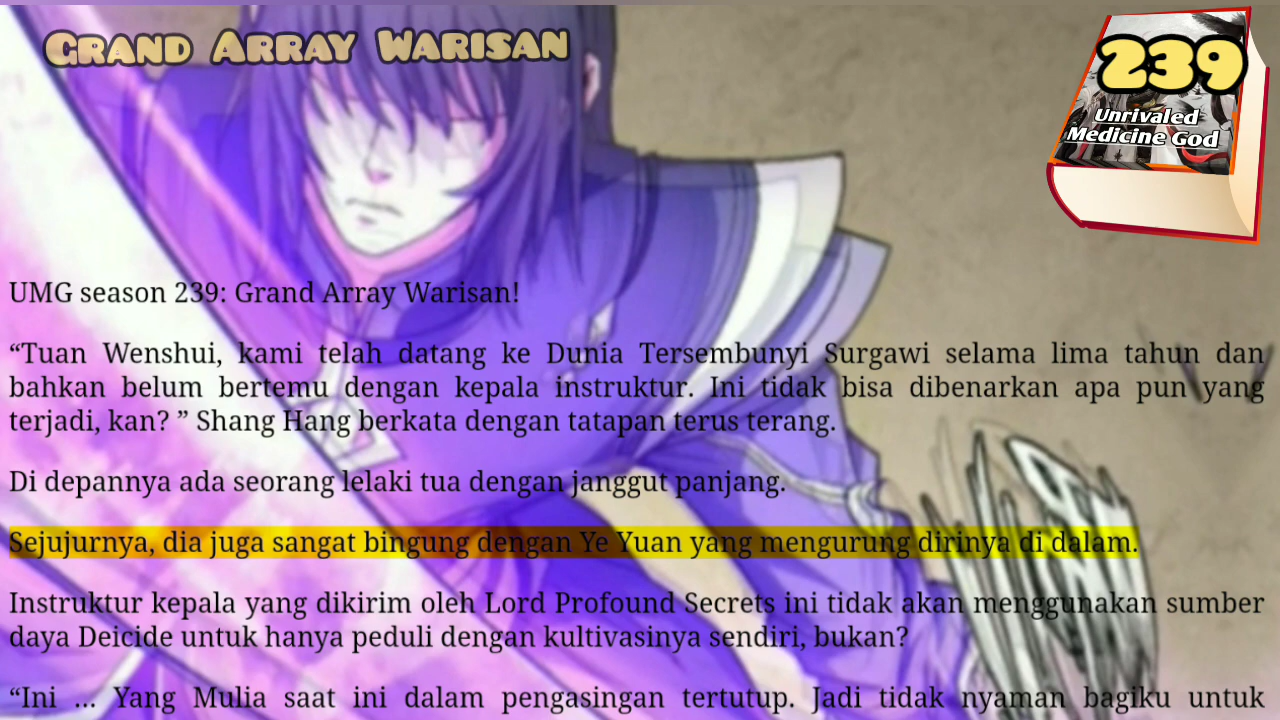 Grand Array Warisan
239
Unrivaled
Medicine God
UMG season 239: Grand Array Warisan!
“Tuan Wenshui, kami telah datang ke Dunia Tersembunyi Surgawi selama lima tahun dan
bahkan belum bertemu dengan kepala instruktur. Ini tidak bisa dibenarkan apa pun yang
terjadi, kan? ” Shang Hang berkata dengan tatapan terus terang.
Di depannya ada seorang lelaki tua dengan janggut panjang.
Sejujurnya, dia juga sangat bingung dengan Ye Yuan yang mengurung dirinya di dalam.
Instruktur kepala yang dikirim oleh Lord Profound Secrets ini tidak akan menggunakan sumber
daya Deicide untuk hanya peduli dengan kultivasinya sendiri, bukan?
“Ini … Yang Mulia saat ini dalam pengasingan tertutup. Jadi tidak nyaman bagiku untuk